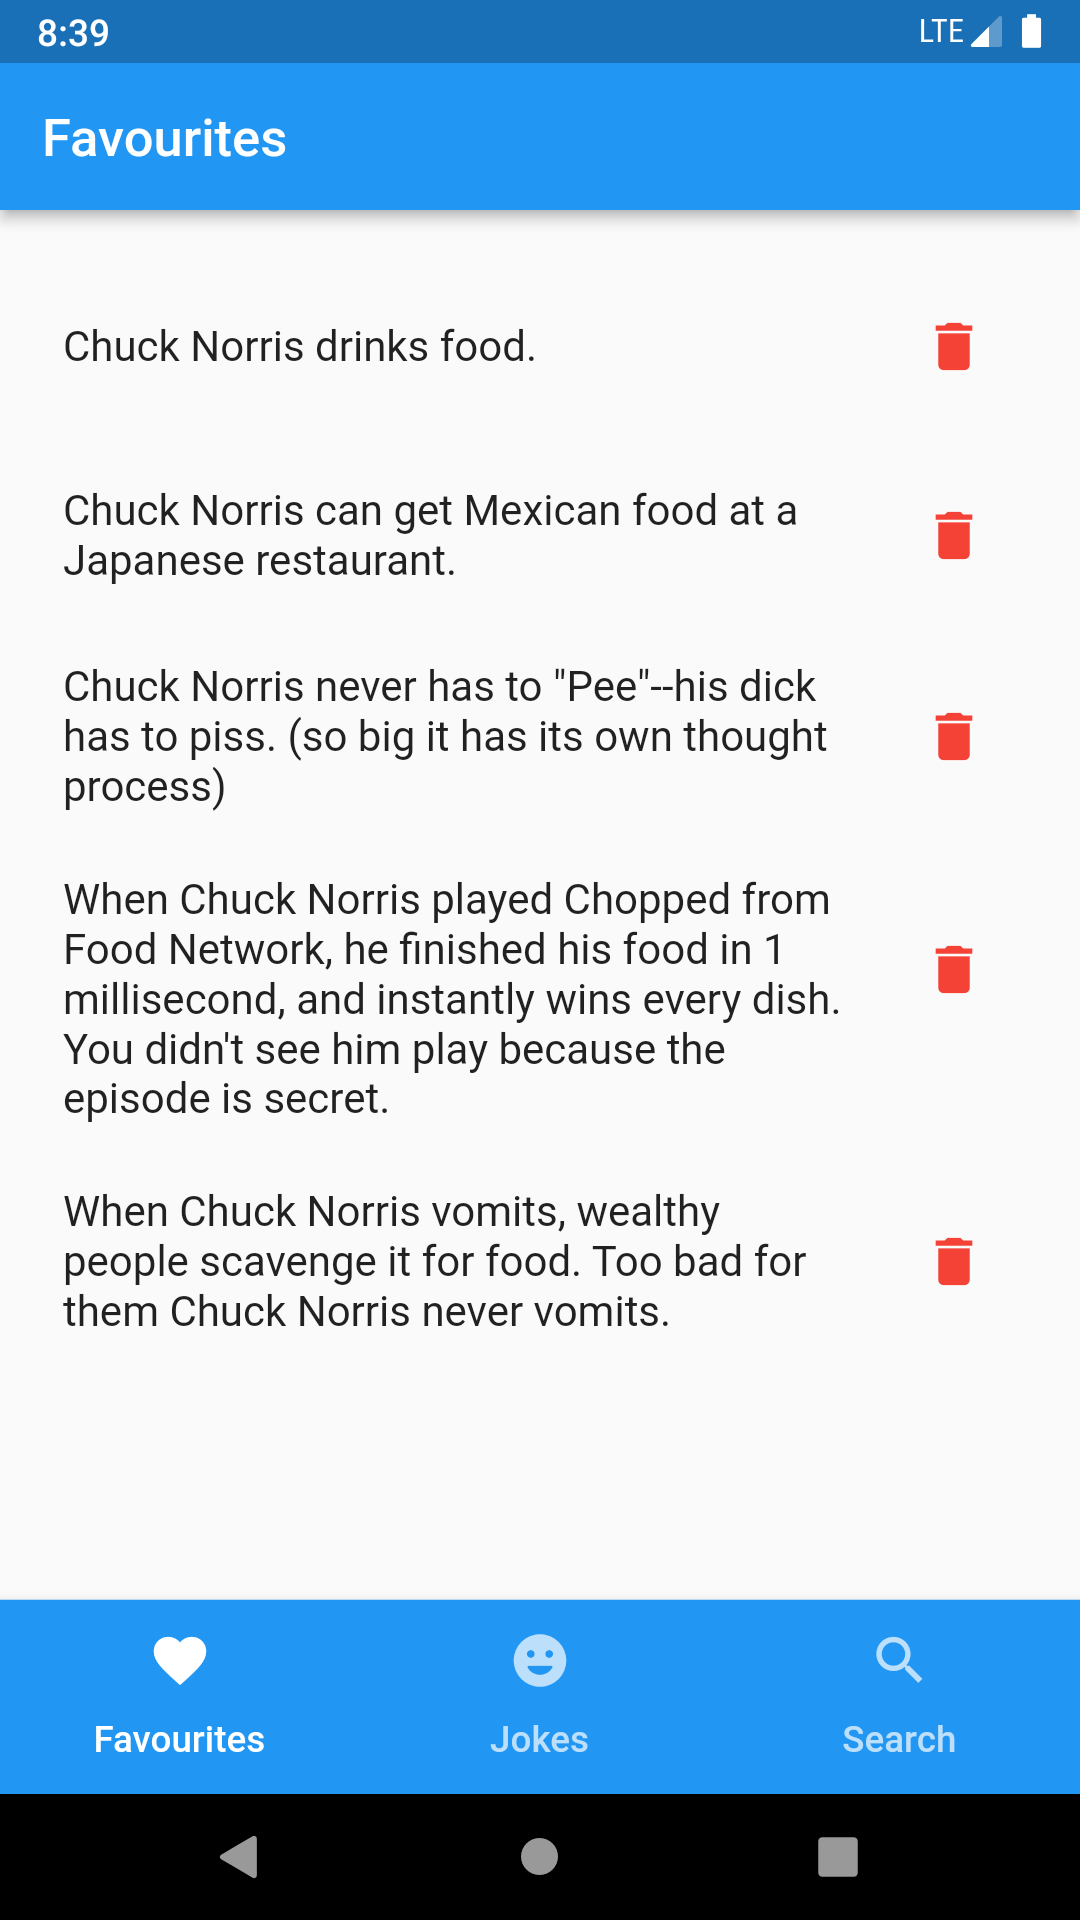 8:39
LTE
Favourites
Chuck Norris drinks food.
Chuck Norris can get Mexican food at a
Japanese restaurant.
Chuck Norris never has to "Pee"--his dick
has to piss. (so big it has its own thought
process)
When Chuck Norris played Chopped from
Food Network, he finished his food in 1
millisecond, and instantly wins every dish.
You didn't see him play because the
episode is secret.
When Chuck Norris vomits, wealthy
people scavenge it for food. Too bad for
them Chuck Norris never vomits.
Favourites
Jokes
Search